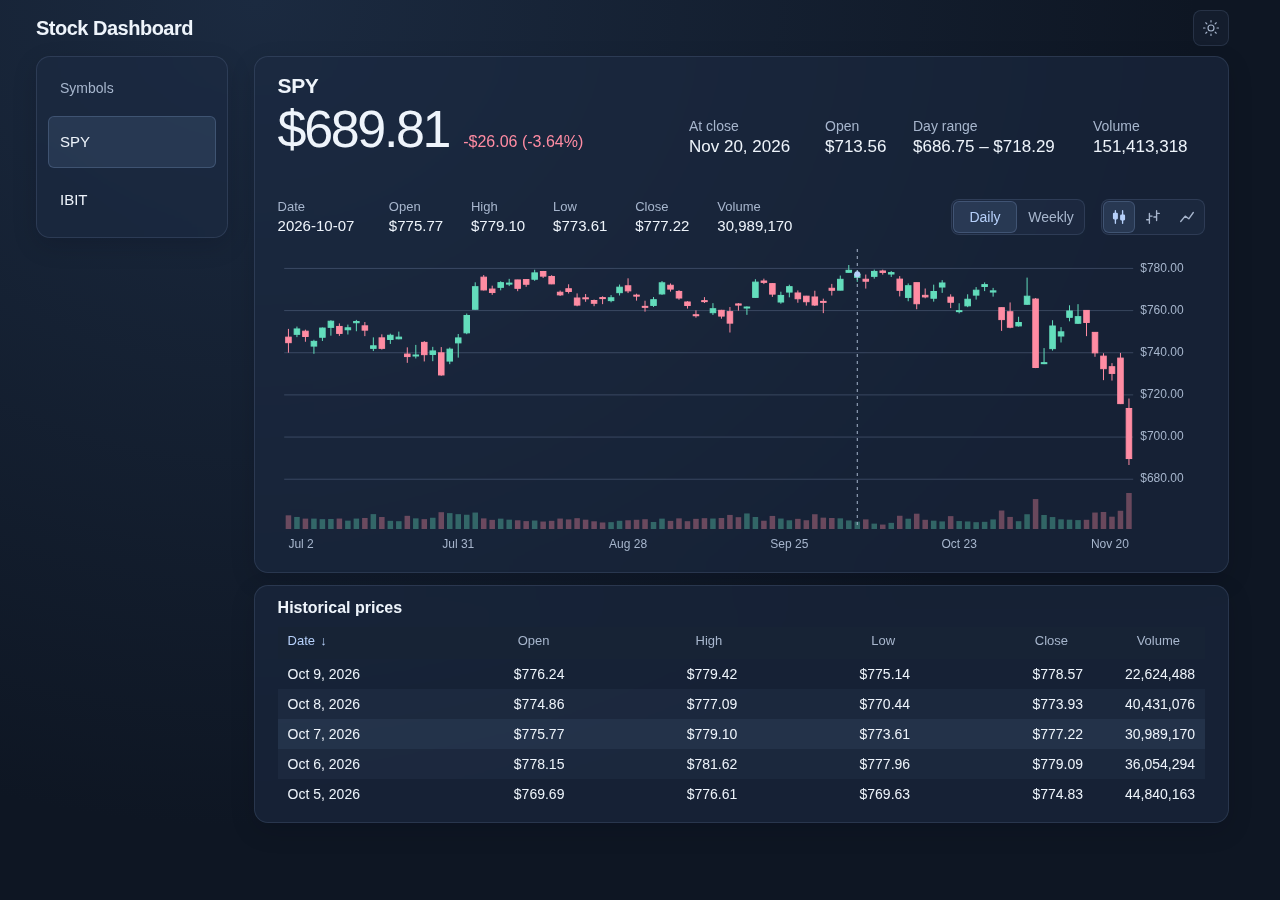 Stock Dashboard
Symbols
SPY
IBIT
SPY
$689.81 -$26.06 (-3.64%)
At close Open Day range Volume
Nov 20, 2026 $713.56 $686.75 – $718.29 151,413,318
Date Open High Low Close Volume
2026-10-07 $775.77 $779.10 $773.61 $777.22 30,989,170
Daily Weekly
$780.00
$760.00
$740.00
$720.00
$700.00
$680.00
Jul 2 Jul 31 Aug 28 Sep 25 Oct 23 Nov 20
Historical prices
Date ↓ Open High Low Close Volume
Oct 9, 2026 $776.24 $779.42 $775.14 $778.57 22,624,488
Oct 8, 2026 $774.86 $777.09 $770.44 $773.93 40,431,076
Oct 7, 2026 $775.77 $779.10 $773.61 $777.22 30,989,170
Oct 6, 2026 $778.15 $781.62 $777.96 $779.09 36,054,294
Oct 5, 2026 $769.69 $776.61 $769.63 $774.83 44,840,163